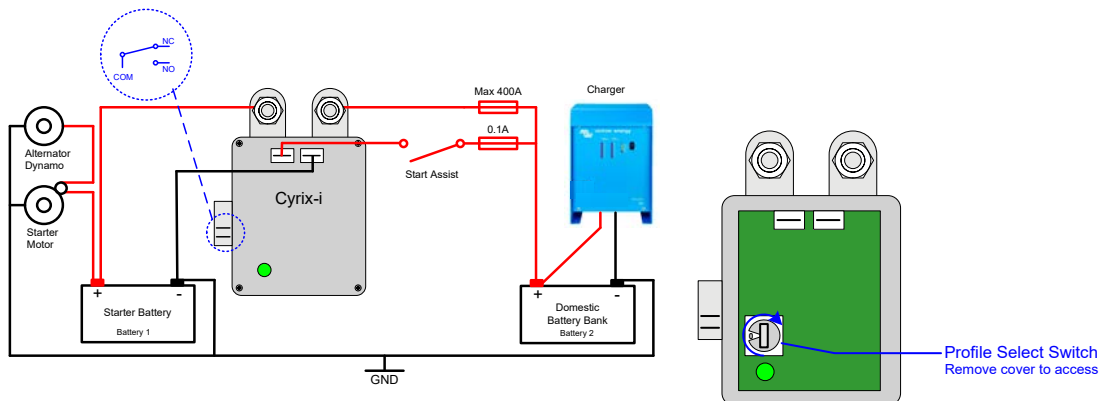 NC
NO
COM
Max 400A
Charger
0.1A
Start Assist
Alternator
Dynamo
Cyrix-i
Starter
Motor
+ -
Starter Battery
Battery 1
+ -
Domestic
Battery Bank
Battery 2
GND
0
Profile Select Switch
Remove cover to access